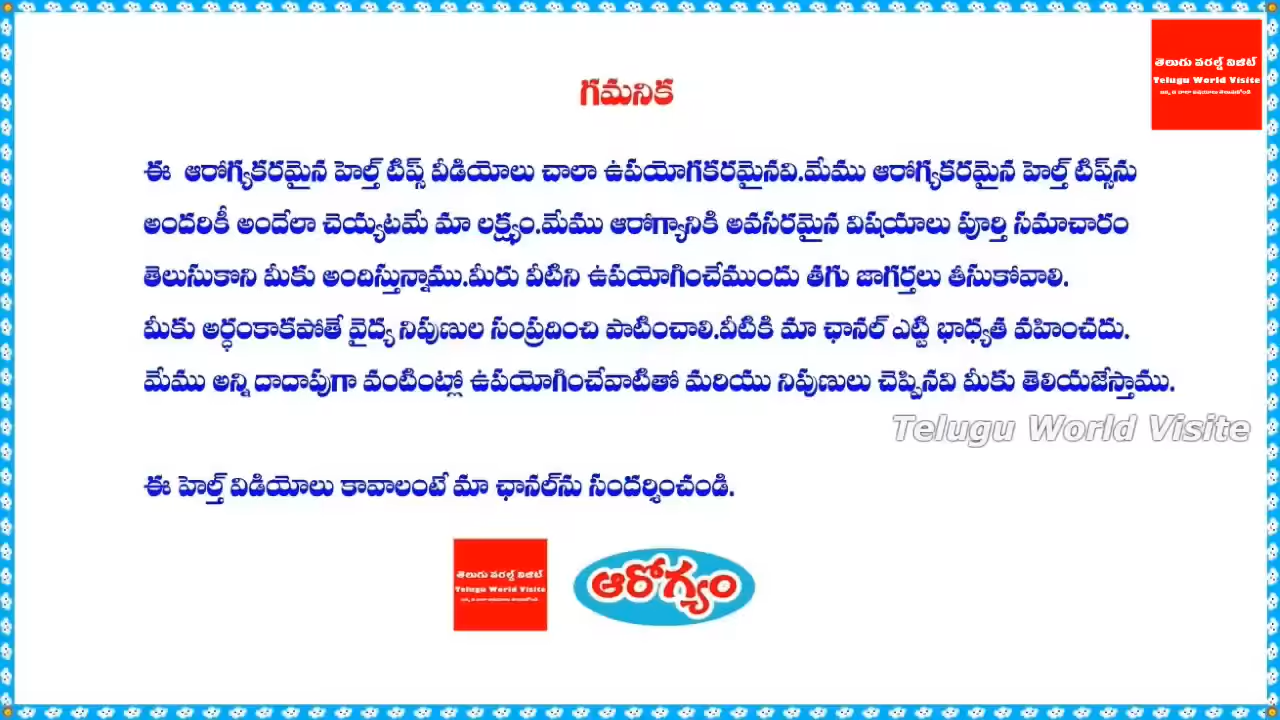 తెలుగు వరల్డ్ విజిట్
Telugu World Visite
గమనిక
ఈ ఆరోగ్యకరమైన హెల్త్ టిప్స్ వీడియోలు చాలా ఉపయోగకరమైనవి.మేము ఆరోగ్యకరమైన హెల్త్ టిప్స్‌ను
అందరికీ అందేలా చెయ్యటమే మా లక్ష్యం.మేము ఆరోగ్యానికి అవసరమైన విషయాలు పూర్తి సమాచారం
తెలుసుకొని మీకు అందిస్తున్నాము.మీరు వీటిని ఉపయోగించేముందు తగు జాగర్తలు తీసుకోవాలి.
మీకు అర్ధంకాకపోతే వైద్య నిపుణుల సంప్రదించి పాటించాలి.వీటికి మా ఛానల్ ఎట్టి భాధ్యత వహించదు.
మేము అన్ని దాదాపుగా వంటింట్లో ఉపయోగించేవాటితో మరియు నిపుణులు చెప్పినవి మీకు తెలియజేస్తాము.
Telugu World Visite
ఈ హెల్త్ విడియోలు కావాలంటే మా ఛానల్‌ను సందర్శించండి.
తెలుగు వరల్డ్ విజిట్
Telugu World Visite
ఆరోగ్యం